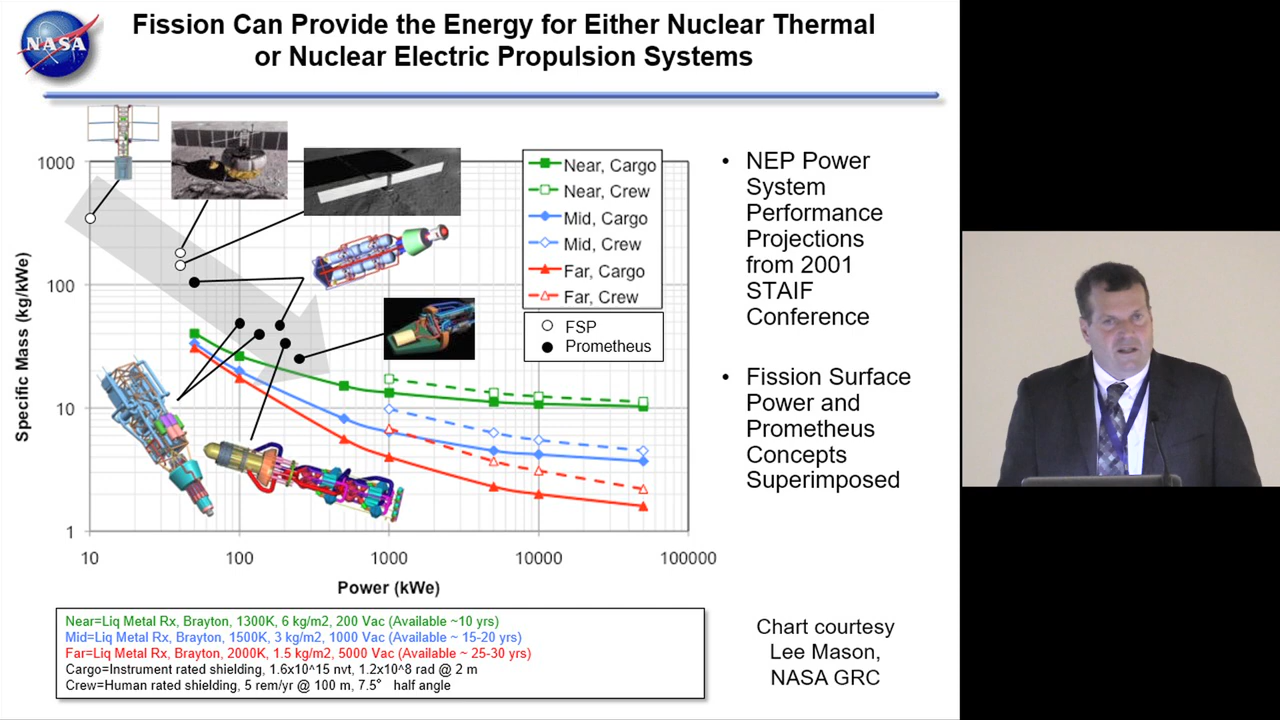 NASA
Fission Can Provide the Energy for Either Nuclear Thermal
or Nuclear Electric Propulsion Systems
1000
100
10
1
Specific Mass (kg/kWe)
10
100
1000
10000
100000
Power (kWe)
Near, Cargo
Near, Crew
Mid, Cargo
Mid, Crew
Far, Cargo
Far, Crew
FSP
Prometheus
• NEP Power
System
Performance
Projections
from 2001
STAIF
Conference
• Fission Surface
Power and
Prometheus
Concepts
Superimposed
Near=Liq Metal Rx, Brayton, 1300K, 6 kg/m2, 200 Vac (Available ~10 yrs)
Mid=Liq Metal Rx, Brayton, 1500K, 3 kg/m2, 1000 Vac (Available ~ 15-20 yrs)
Far=Liq Metal Rx, Brayton, 2000K, 1.5 kg/m2, 5000 Vac (Available ~ 25-30 yrs)
Cargo=Instrument rated shielding, 1.6x10^15 nvt, 1.2x10^8 rad @ 2 m
Crew=Human rated shielding, 5 rem/yr @ 100 m, 7.5° half angle
Chart courtesy
Lee Mason,
NASA GRC